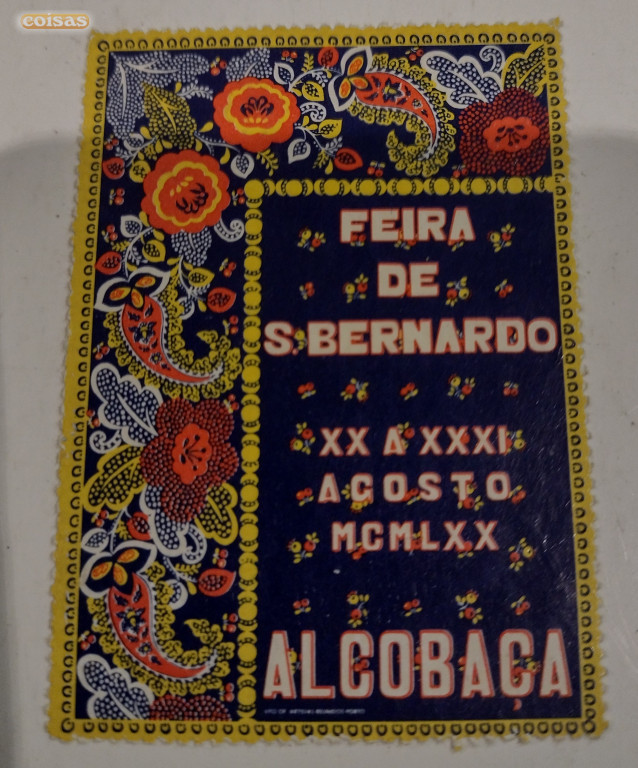 coisas
FEIRA
DE
S. BERNARDO
XX A XXXI
AGOSTO
MCMLXX
ALCOBAÇA